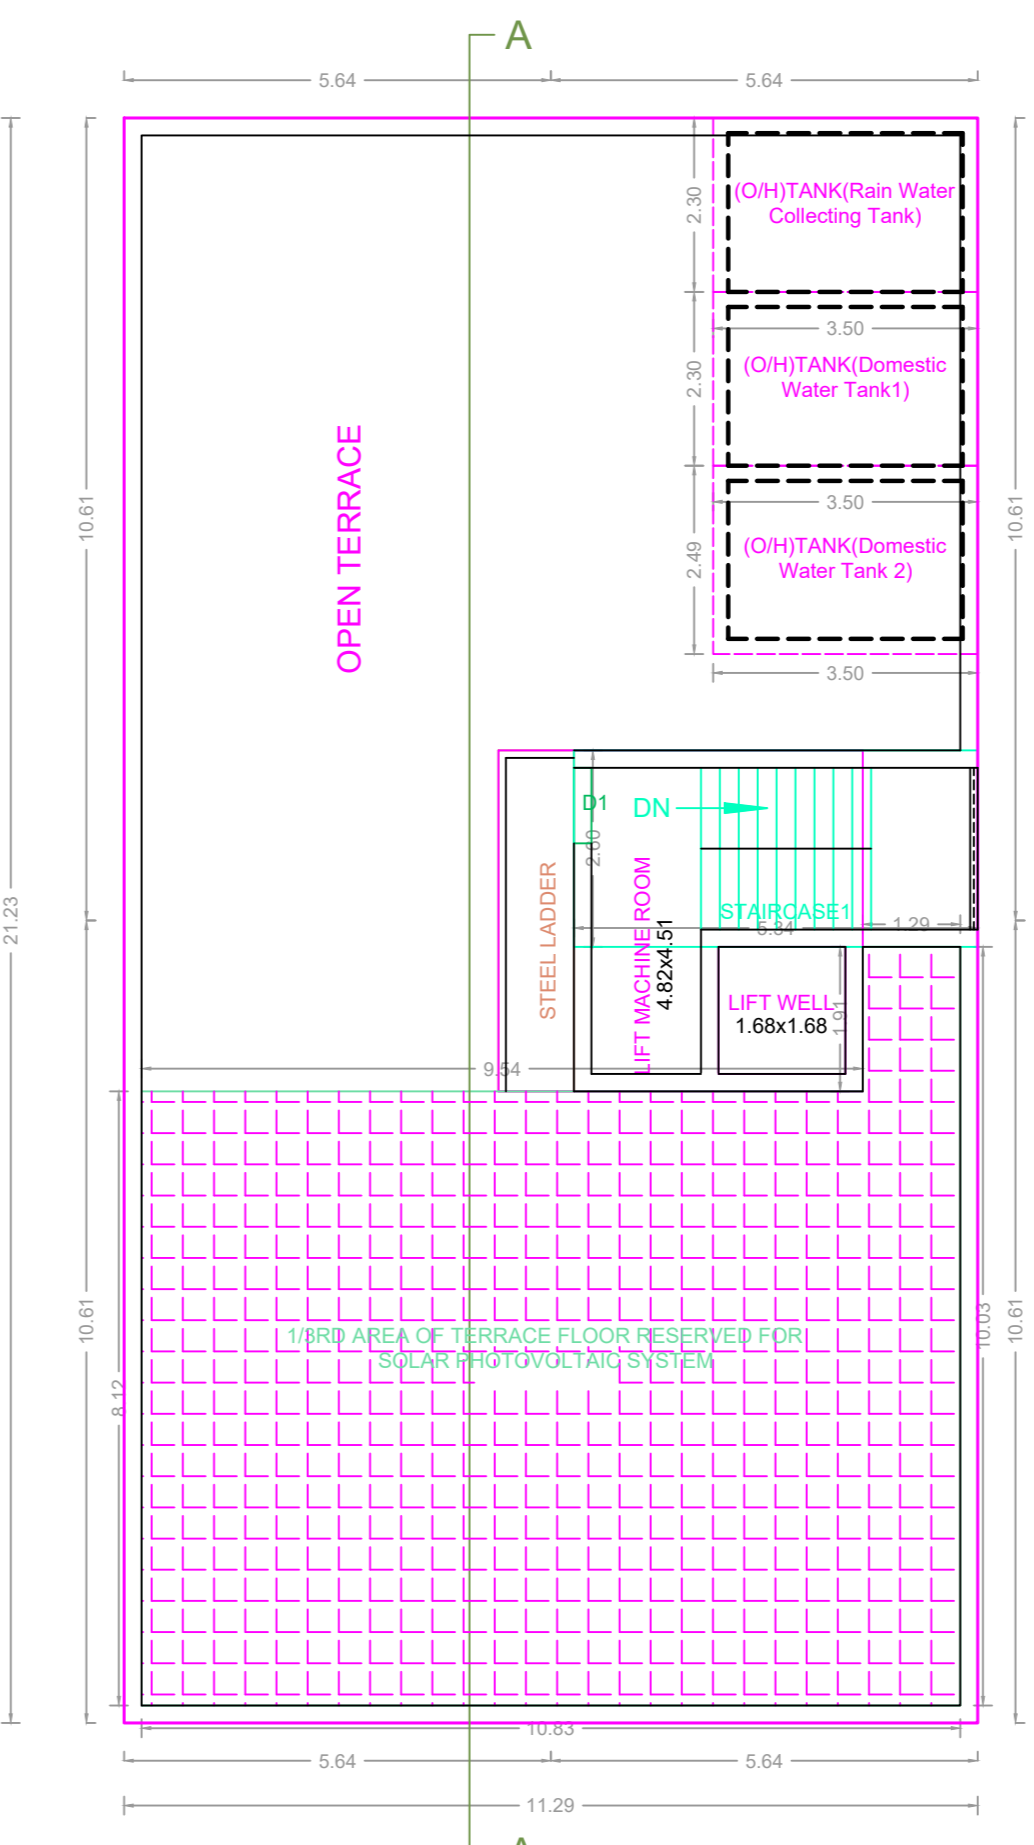 A
5.64
5.64
(O/H)TANK(Rain Water
Collecting Tank)
2.30
3.50
(O/H)TANK(Domestic
Water Tank1)
2.30
3.50
(O/H)TANK(Domestic
Water Tank 2)
2.49
3.50
OPEN TERRACE
10.61
10.61
21.23
D1
DN
2.60
STAIRCASE1
5.34
1.29
STEEL LADDER
LIFT MACHINE ROOM
4.82x4.51
LIFT WELL
1.68x1.68
1.91
9.54
1/3RD AREA OF TERRACE FLOOR RESERVED FOR
SOLAR PHOTOVOLTAIC SYSTEM
10.61
8.12
10.03
10.61
10.83
5.64
5.64
11.29
A